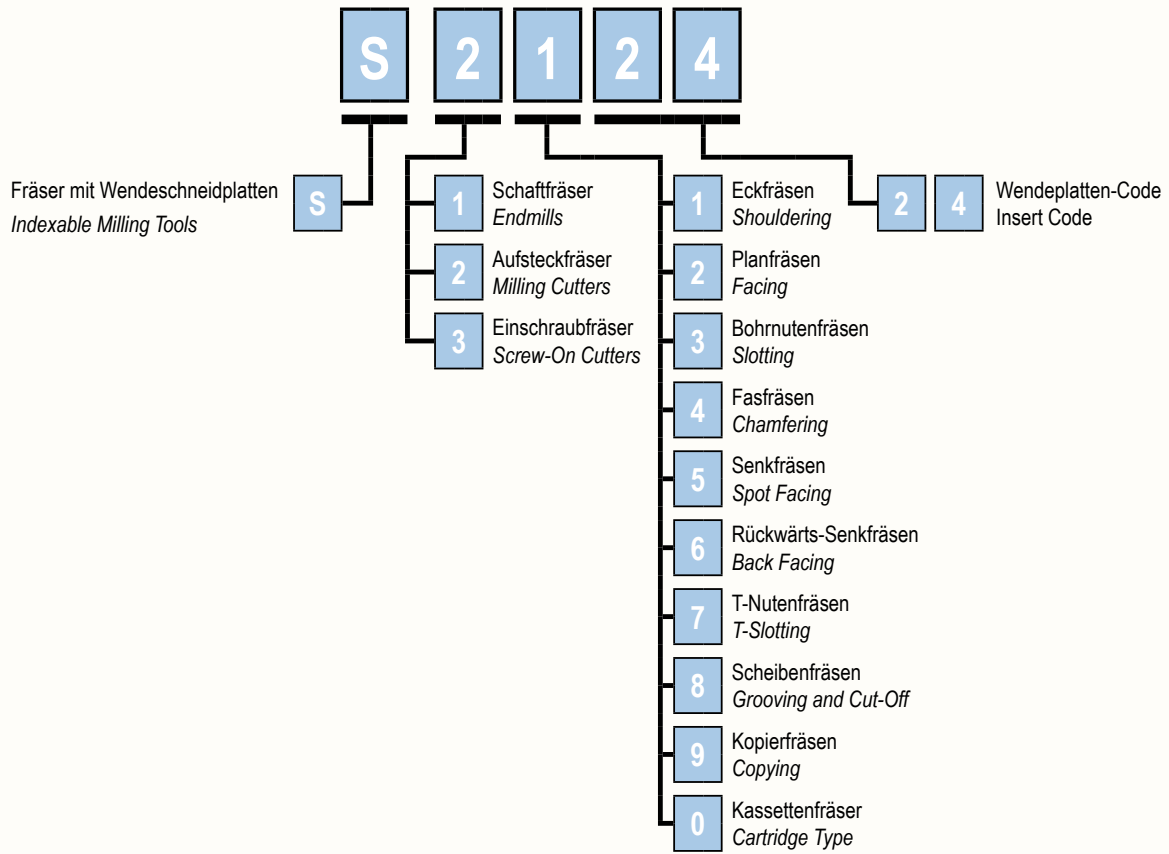 S 2 1 2 4
Fräser mit Wendeschneidplatten
Indexable Milling Tools
S
1
Schaftfräser
Endmills
2
Aufsteckfräser
Milling Cutters
3
Einschraubfräser
Screw-On Cutters
1
Eckfräsen
Shouldering
2
Planfräsen
Facing
3
Bohrnutenfräsen
Slotting
4
Fasfräsen
Chamfering
5
Senkfräsen
Spot Facing
6
Rückwärts-Senkfräsen
Back Facing
7
T-Nutenfräsen
T-Slotting
8
Scheibenfräsen
Grooving and Cut-Off
9
Kopierfräsen
Copying
0
Kassettenfräser
Cartridge Type
2 4
Wendeplatten-Code
Insert Code